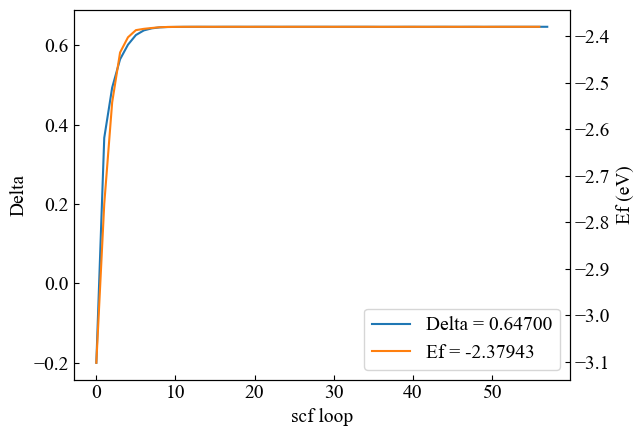 0.6
0.4
0.2
0.0
−0.2
Delta
−2.4
−2.5
−2.6
−2.7
−2.8
−2.9
−3.0
−3.1
Ef (eV)
Delta = 0.64700
Ef = -2.37943
0 10 20 30 40 50
scf loop